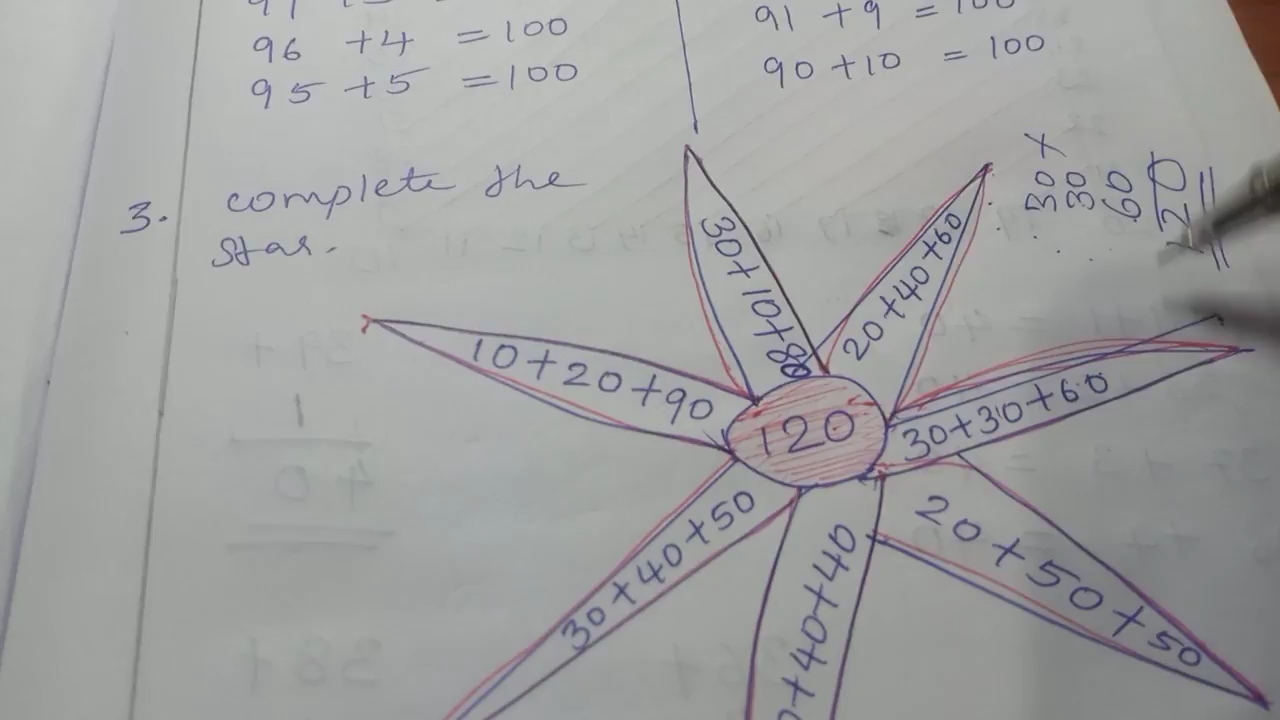 96 +4 = 100
95 +5 = 100
91 +9 = 100
90 +10 = 100
3. complete the
star.
30+10+80
20+40+60
10+20+90
120
30+30+60
30+40+50
+40+40
20+50+50
30 +
30
60
120